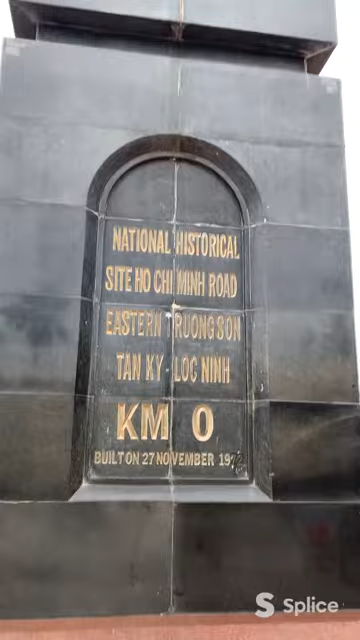 NATIONAL HISTORICAL
SITE HO CHI MINH ROAD
EASTERN TRUONG SON
TAN KY - LOC NINH
KM 0
BUILT ON 27 NOVEMBER
Splice